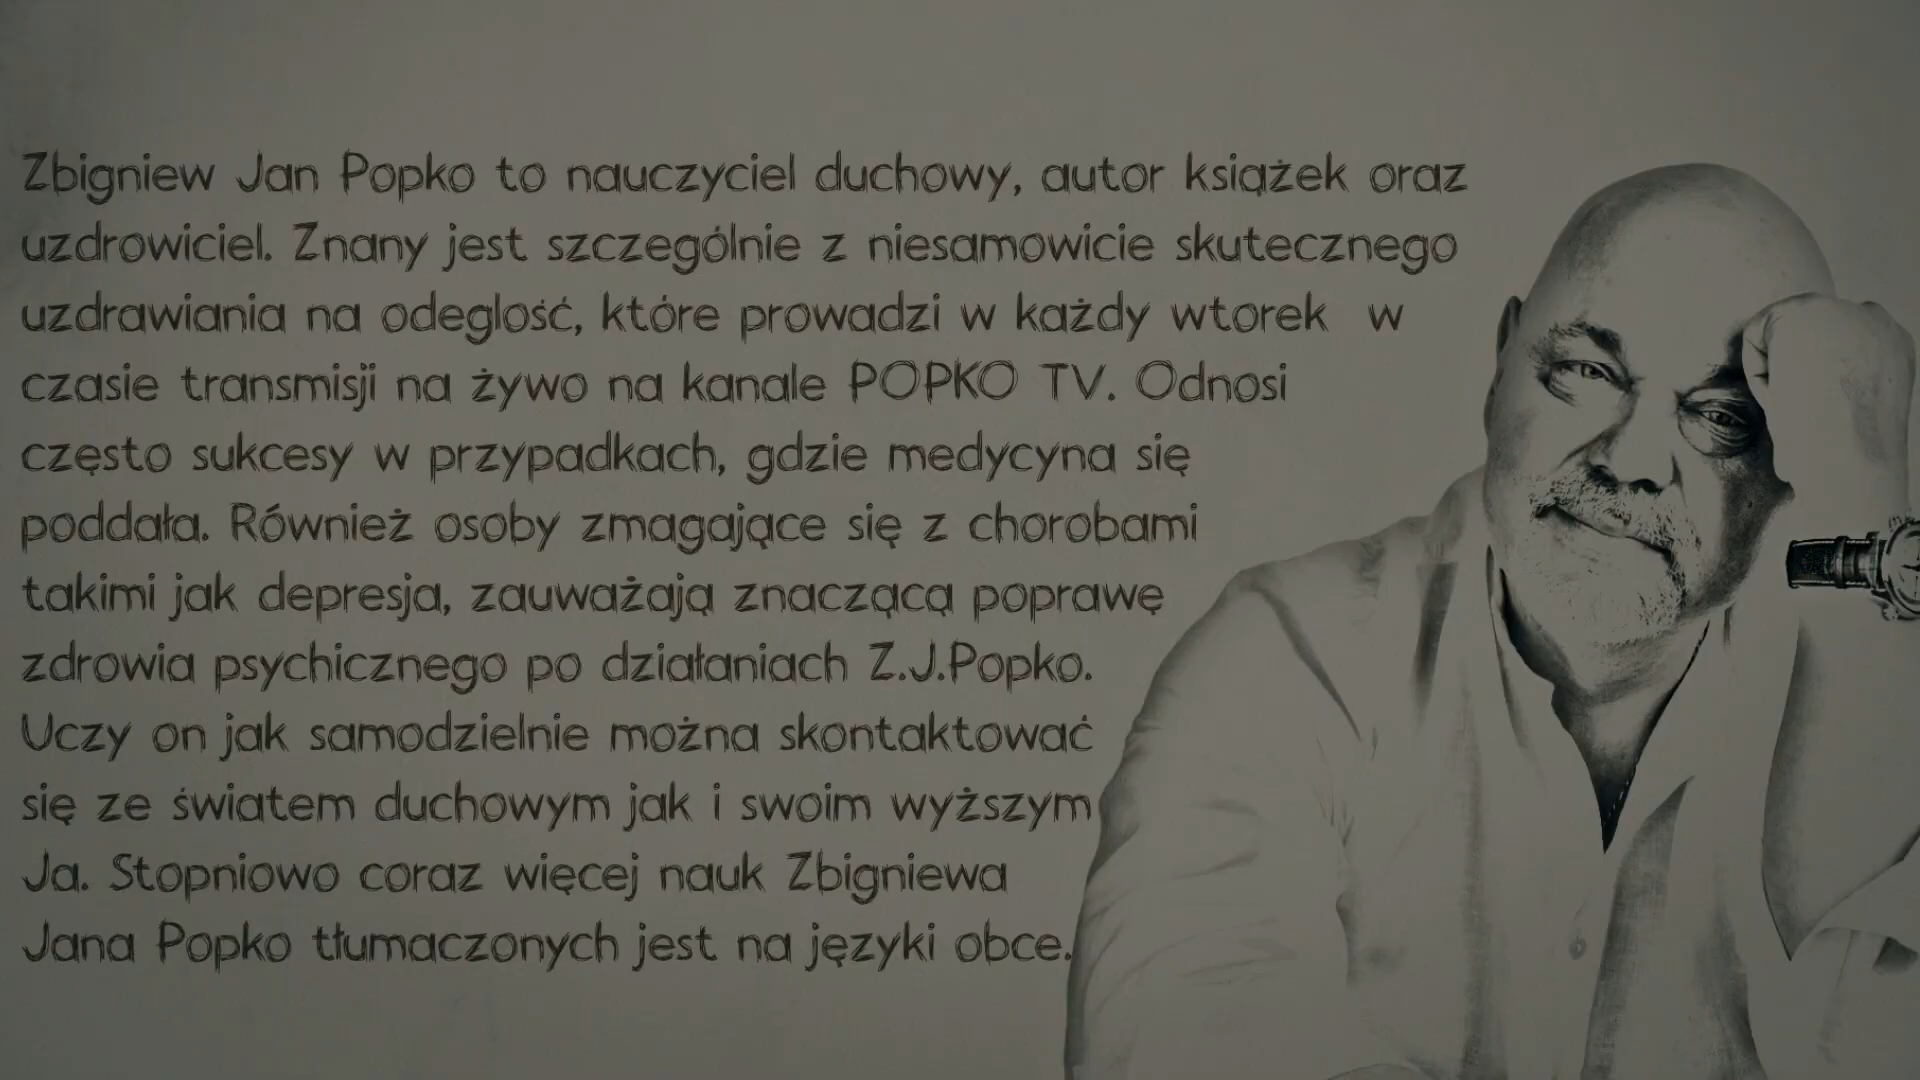 Zbigniew Jan Popko to nauczyciel duchowy, autor książek oraz
uzdrowiciel. Znany jest szczególnie z niesamowicie skutecznego
uzdrawiania na odeglość, które prowadzi w każdy wtorek w
czasie transmisji na żywo na kanale POPKO TV. Odnosi
często sukcesy w przypadkach, gdzie medycyna się
poddała. Również osoby zmagające się z chorobami
takimi jak depresja, zauważają znaczącą poprawę
zdrowia psychicznego po działaniach Z.J.Popko.
Uczy on jak samodzielnie można skontaktować
się ze światem duchowym jak i swoim wyższym
Ja. Stopniowo coraz więcej nauk Zbigniewa
Jana Popko tłumaczonych jest na języki obce.